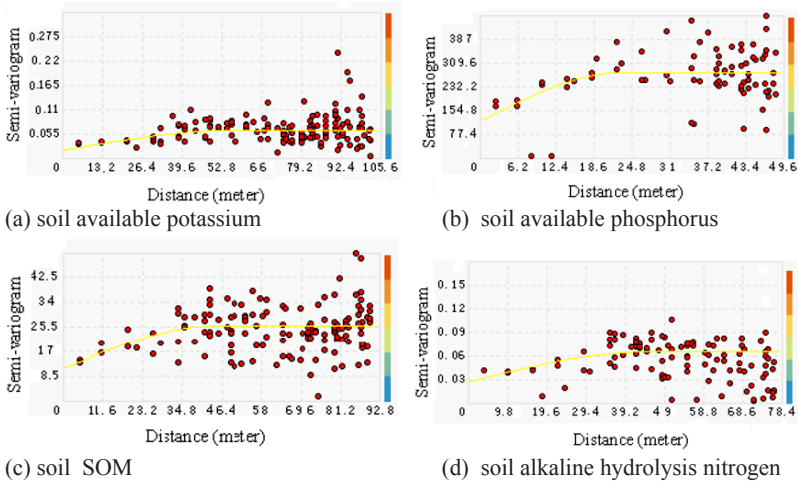 Semi-variogram
0.275
0.22
0.165
0.11
0.055
0 13.2 26.4 39.6 52.8 66 79.2 92.4 105.6
Distance (meter)
(a) soil available potassium
Semi-variogram
387
309.6
232.2
154.8
77.4
0 6.2 12.4 18.6 24.8 31 37.2 43.4 49.6
Distance (meter)
(b) soil available phosphorus
Semi-variogram
42.5
34
25.5
17
8.5
0 11.6 23.2 34.8 46.4 58 69.6 81.2 92.8
Distance (meter)
(c) soil SOM
Semi-variogram
0.15
0.12
0.09
0.06
0.03
0 9.8 19.6 29.4 39.2 49 58.8 68.6 78.4
Distance (meter)
(d) soil alkaline hydrolysis nitrogen